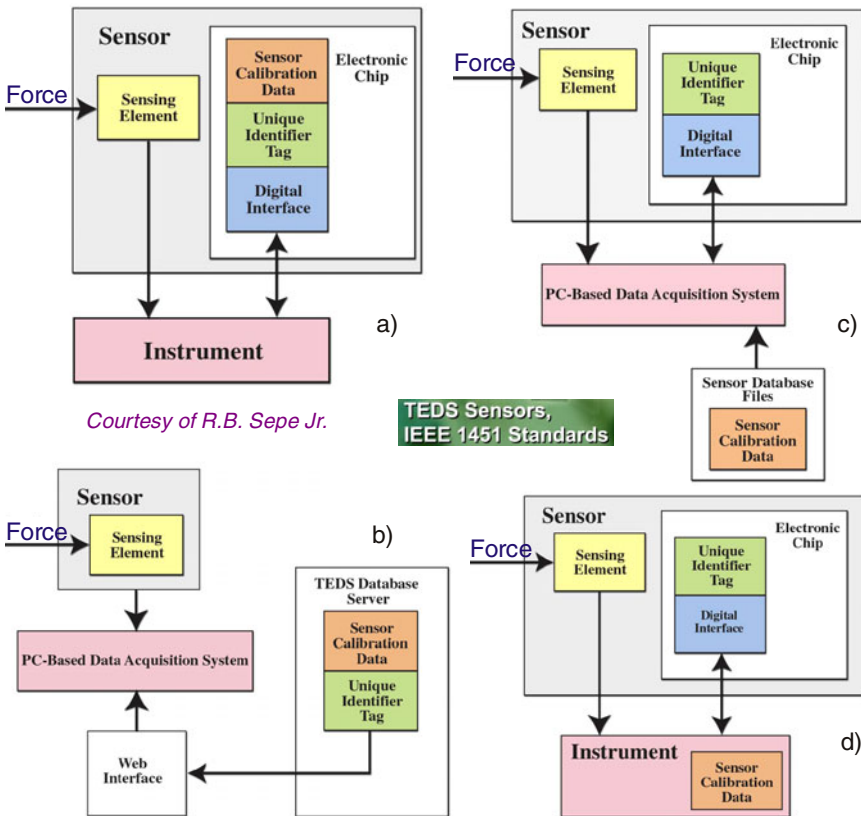 Sensor
Force
Sensing
Element
Sensor
Calibration
Data
Unique
Identifier
Tag
Digital
Interface
Electronic
Chip
Instrument
a)
Courtesy of R.B. Sepe Jr.
TEDS Sensors,
IEEE 1451 Standards
Sensor
Force
Sensing
Element
Unique
Identifier
Tag
Digital
Interface
Electronic
Chip
PC-Based Data Acquisition System
c)
Sensor Database
Files
Sensor
Calibration
Data
Sensor
Force
Sensing
Element
b)
PC-Based Data Acquisition System
Web
Interface
TEDS Database
Server
Sensor
Calibration
Data
Unique
Identifier
Tag
Sensor
Force
Sensing
Element
Unique
Identifier
Tag
Digital
Interface
Electronic
Chip
Instrument
Sensor
Calibration
Data
d)